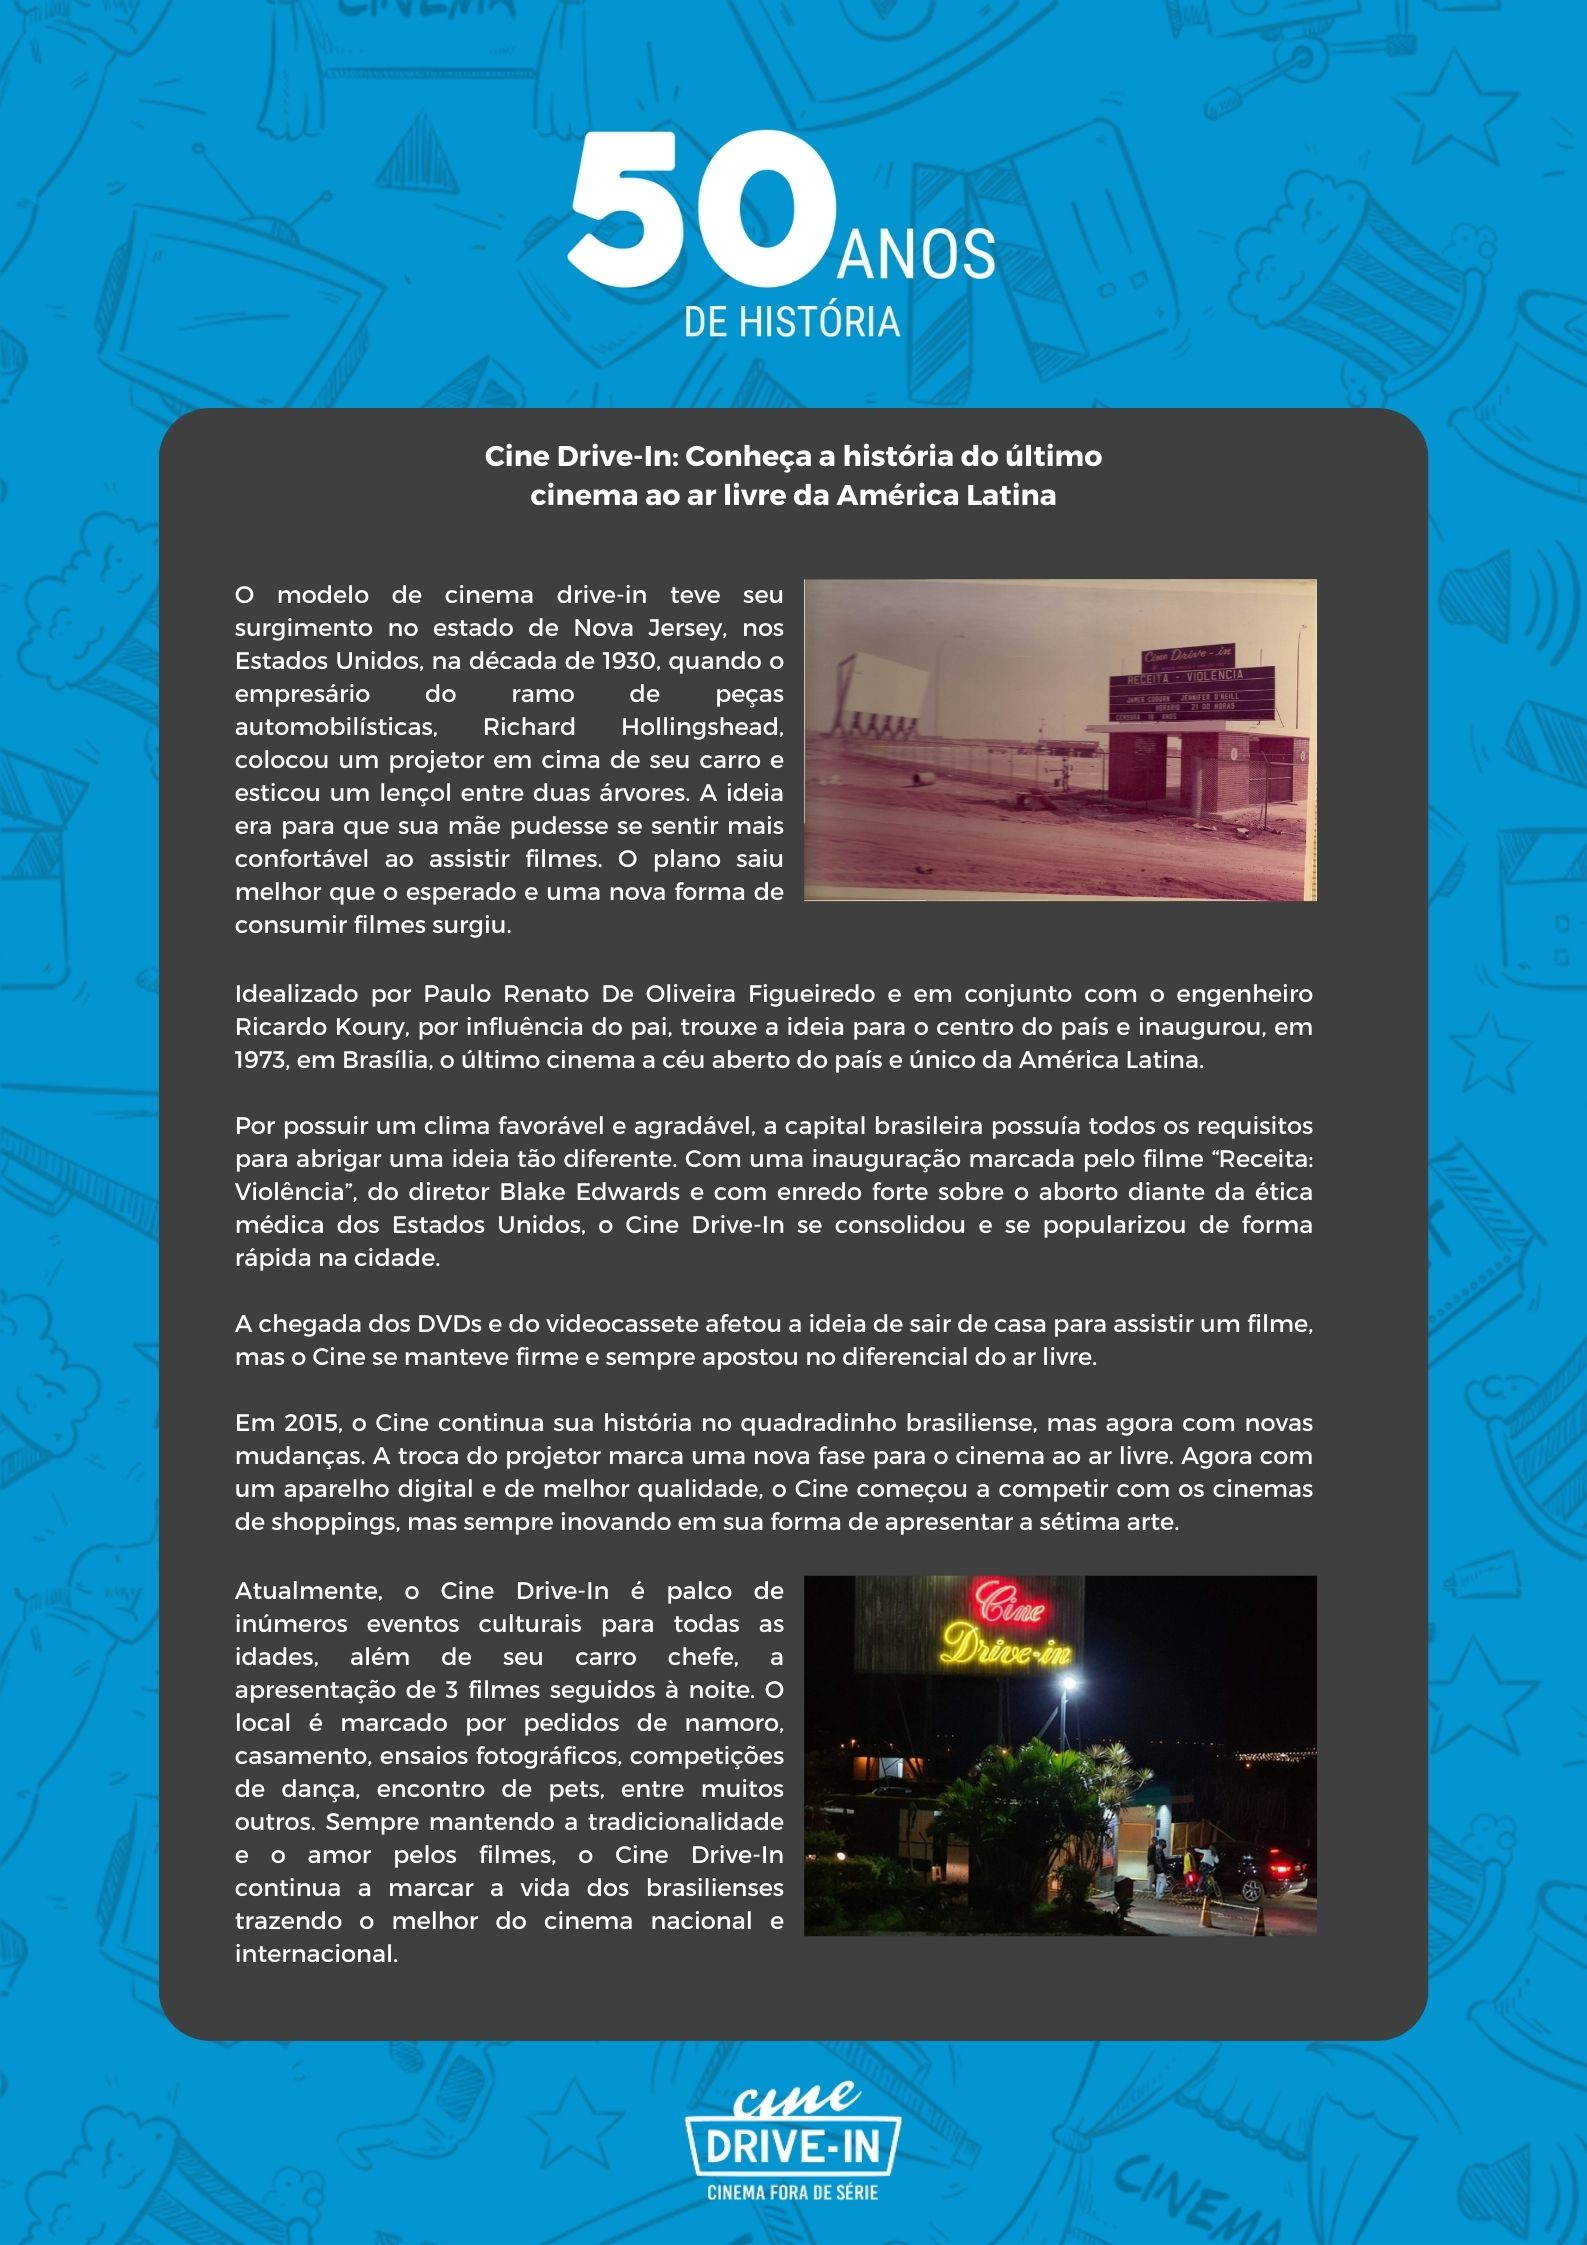 CINEMA
50 ANOS
DE HISTÓRIA
Cine Drive-In: Conheça a história do último
cinema ao ar livre da América Latina
O modelo de cinema drive-in teve seu
surgimento no estado de Nova Jersey, nos
Estados Unidos, na década de 1930, quando o
empresário do ramo de peças
automobilísticas, Richard Hollingshead,
colocou um projetor em cima de seu carro e
esticou um lençol entre duas árvores. A ideia
era para que sua mãe pudesse se sentir mais
confortável ao assistir filmes. O plano saiu
melhor que o esperado e uma nova forma de
consumir filmes surgiu.
Cine Drive-in
RECEITA - VIOLENCIA
JAMES COBURN JENNIFER O'NEILL
HORARIO 21 00 HORAS
CENSURA 18 ANOS
Idealizado por Paulo Renato De Oliveira Figueiredo e em conjunto com o engenheiro
Ricardo Koury, por influência do pai, trouxe a ideia para o centro do país e inaugurou, em
1973, em Brasília, o último cinema a céu aberto do país e único da América Latina.
Por possuir um clima favorável e agradável, a capital brasileira possuía todos os requisitos
para abrigar uma ideia tão diferente. Com uma inauguração marcada pelo filme “Receita:
Violência”, do diretor Blake Edwards e com enredo forte sobre o aborto diante da ética
médica dos Estados Unidos, o Cine Drive-In se consolidou e se popularizou de forma
rápida na cidade.
A chegada dos DVDs e do videocassete afetou a ideia de sair de casa para assistir um filme,
mas o Cine se manteve firme e sempre apostou no diferencial do ar livre.
Em 2015, o Cine continua sua história no quadradinho brasiliense, mas agora com novas
mudanças. A troca do projetor marca uma nova fase para o cinema ao ar livre. Agora com
um aparelho digital e de melhor qualidade, o Cine começou a competir com os cinemas
de shoppings, mas sempre inovando em sua forma de apresentar a sétima arte.
Atualmente, o Cine Drive-In é palco de
inúmeros eventos culturais para todas as
idades, além de seu carro chefe, a
apresentação de 3 filmes seguidos à noite. O
local é marcado por pedidos de namoro,
casamento, ensaios fotográficos, competições
de dança, encontro de pets, entre muitos
outros. Sempre mantendo a tradicionalidade
e o amor pelos filmes, o Cine Drive-In
continua a marcar a vida dos brasilienses
trazendo o melhor do cinema nacional e
internacional.
Cine
Drive-in
cine
DRIVE-IN
CINEMA FORA DE SÉRIE
CINEMA